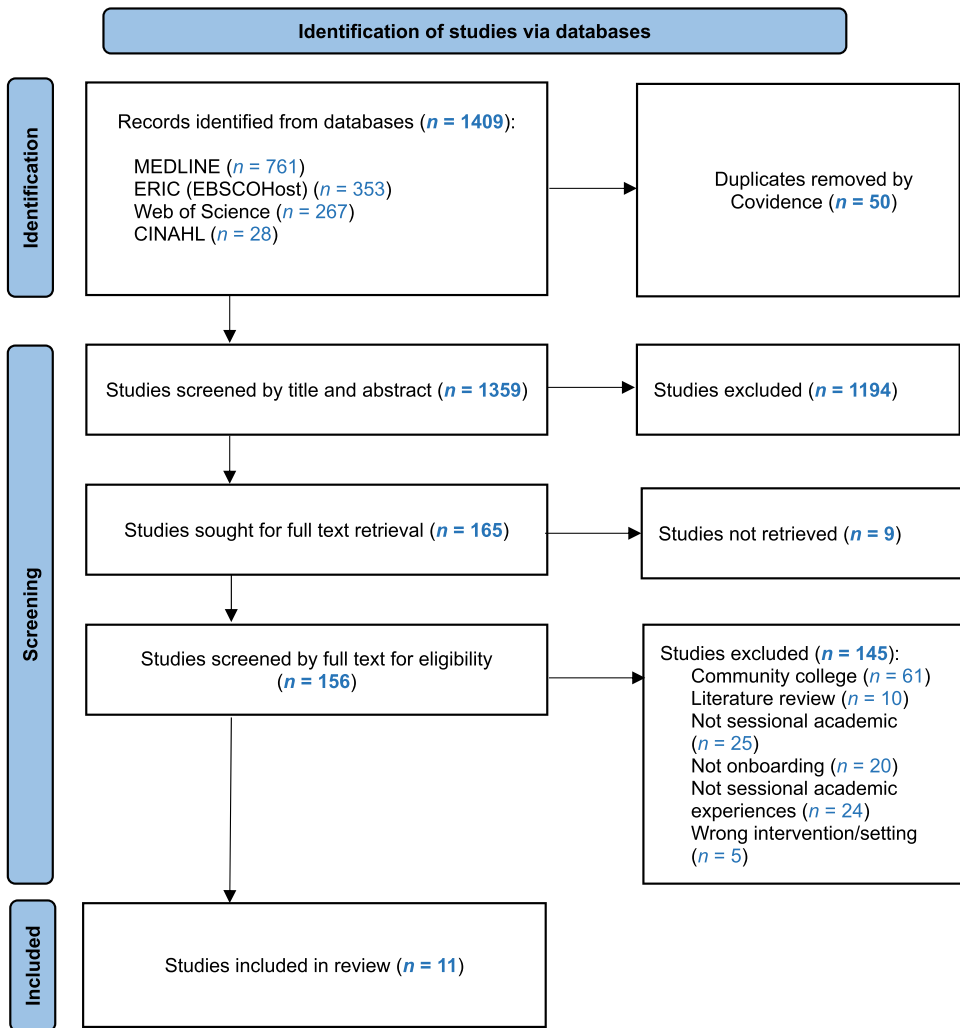 Identification of studies via databases
Identification
Records identified from databases (n = 1409):
MEDLINE (n = 761)
ERIC (EBSCOHost) (n = 353)
Web of Science (n = 267)
CINAHL (n = 28)
Duplicates removed by
Covidence (n = 50)
Screening
Studies screened by title and abstract (n = 1359)
Studies excluded (n = 1194)
Studies sought for full text retrieval (n = 165)
Studies not retrieved (n = 9)
Studies screened by full text for eligibility
(n = 156)
Studies excluded (n = 145):
Community college (n = 61)
Literature review (n = 10)
Not sessional academic
(n = 25)
Not onboarding (n = 20)
Not sessional academic
experiences (n = 24)
Wrong intervention/setting
(n = 5)
Included
Studies included in review (n = 11)